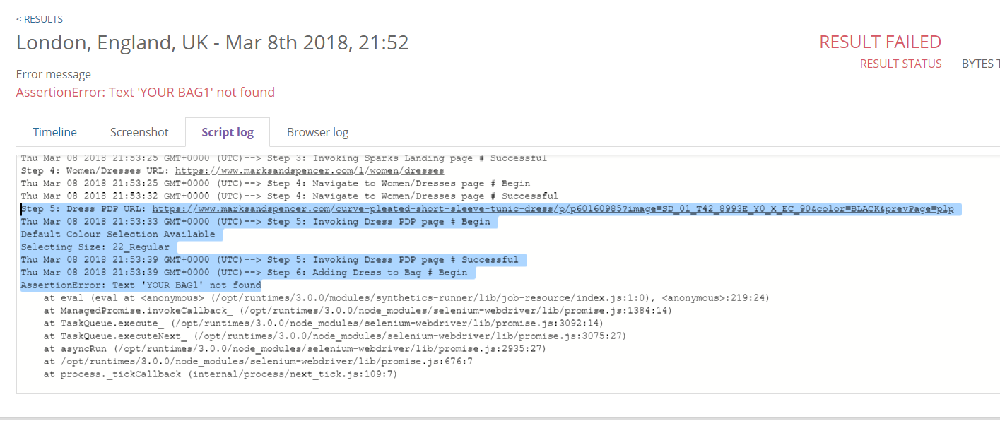 < RESULTS
London, England, UK - Mar 8th 2018, 21:52
RESULT FAILED
RESULT STATUS
BYTES T
Error message
AssertionError: Text 'YOUR BAG1' not found
Timeline
Screenshot
Script log
Browser log
Thu Mar 08 2018 21:53:25 GMT+0000 (UTC)--> Step 3: Invoking Sparks Landing page # Successful
Step 4: Women/Dresses URL: https://www.marksandspencer.com/l/women/dresses
Thu Mar 08 2018 21:53:25 GMT+0000 (UTC)--> Step 4: Navigate to Women/Dresses page # Begin
Thu Mar 08 2018 21:53:32 GMT+0000 (UTC)--> Step 4: Navigate to Women/Dresses page # Successful
Step 5: Dress PDP URL: https://www.marksandspencer.com/curve-pleated-short-sleeve-tunic-dress/p/p60160985?image=SD_01_T42_8993E_Y0_X_EC_90&color=BLACK&prevPage=plp
Thu Mar 08 2018 21:53:33 GMT+0000 (UTC)--> Step 5: Invoking Dress PDP page # Begin
Default Colour Selection Available
Selecting Size: 22_Regular
Thu Mar 08 2018 21:53:39 GMT+0000 (UTC)--> Step 5: Invoking Dress PDP page # Successful
Thu Mar 08 2018 21:53:39 GMT+0000 (UTC)--> Step 6: Adding Dress to Bag # Begin
AssertionError: Text 'YOUR BAG1' not found
at eval (eval at <anonymous> (/opt/runtimes/3.0.0/modules/synthetics-runner/lib/job-resource/index.js:1:0), <anonymous>:219:24)
at ManagedPromise.invokeCallback_ (/opt/runtimes/3.0.0/node_modules/selenium-webdriver/lib/promise.js:1384:14)
at TaskQueue.execute_ (/opt/runtimes/3.0.0/node_modules/selenium-webdriver/lib/promise.js:3092:14)
at TaskQueue.executeNext_ (/opt/runtimes/3.0.0/node_modules/selenium-webdriver/lib/promise.js:3075:27)
at asyncRun (/opt/runtimes/3.0.0/node_modules/selenium-webdriver/lib/promise.js:2935:27)
at /opt/runtimes/3.0.0/node_modules/selenium-webdriver/lib/promise.js:676:7
at process._tickCallback (internal/process/next_tick.js:109:7)